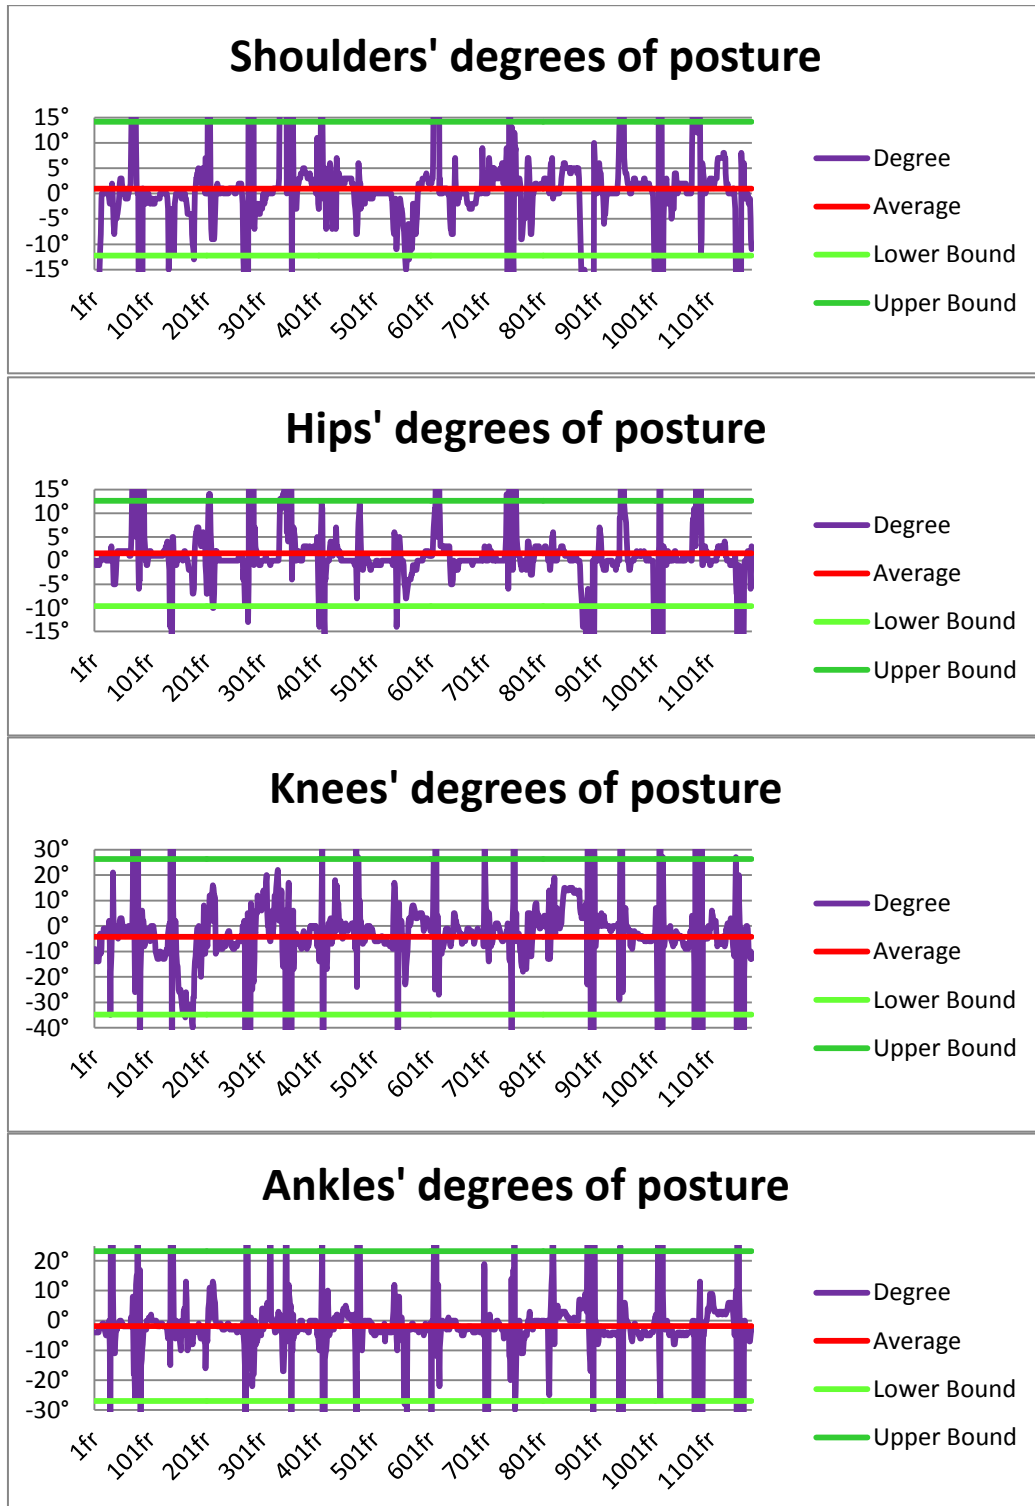 Shoulders' degrees of posture
15°
10°
5°
0°
-5°
-10°
-15°
1fr 101fr 201fr 301fr 401fr 501fr 601fr 701fr 801fr 901fr 1001fr 1101fr
Degree
Average
Lower Bound
Upper Bound
Hips' degrees of posture
15°
10°
5°
0°
-5°
-10°
-15°
1fr 101fr 201fr 301fr 401fr 501fr 601fr 701fr 801fr 901fr 1001fr 1101fr
Degree
Average
Lower Bound
Upper Bound
Knees' degrees of posture
30°
20°
10°
0°
-10°
-20°
-30°
-40°
1fr 101fr 201fr 301fr 401fr 501fr 601fr 701fr 801fr 901fr 1001fr 1101fr
Degree
Average
Lower Bound
Upper Bound
Ankles' degrees of posture
20°
10°
0°
-10°
-20°
-30°
1fr 101fr 201fr 301fr 401fr 501fr 601fr 701fr 801fr 901fr 1001fr 1101fr
Degree
Average
Lower Bound
Upper Bound